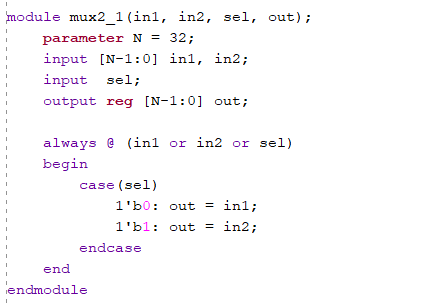 module mux2_1(in1, in2, sel, out);
    parameter N = 32;
    input [N-1:0] in1, in2;
    input  sel;
    output reg [N-1:0] out;

    always @ (in1 or in2 or sel)
    begin
        case(sel)
            1'b0: out = in1;
            1'b1: out = in2;
        endcase
    end
endmodule